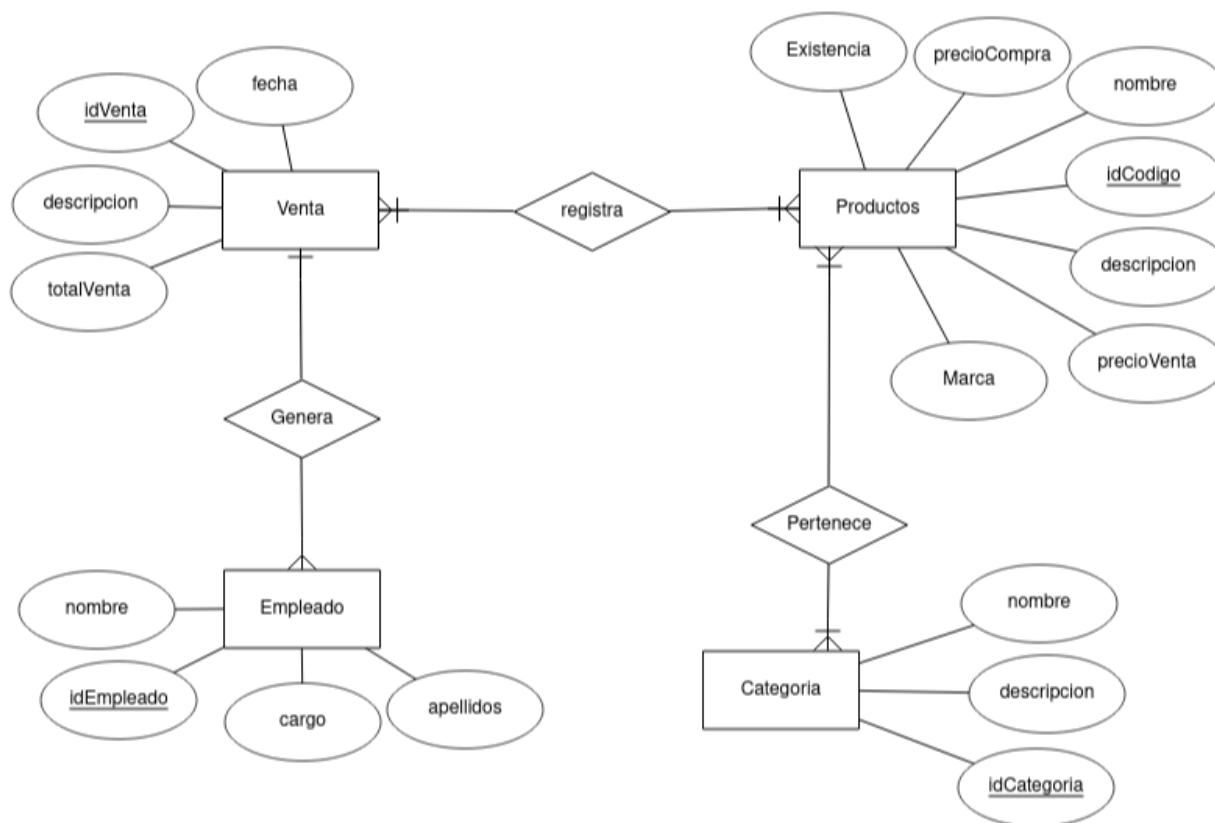 Existencia
precioCompra
fecha
nombre
idVenta
idCodigo
descripcion
Venta
registra
Productos
descripcion
totalVenta
precioVenta
Marca
Genera
Pertenece
nombre
Empleado
nombre
idEmpleado
cargo
apellidos
Categoria
descripcion
idCategoria